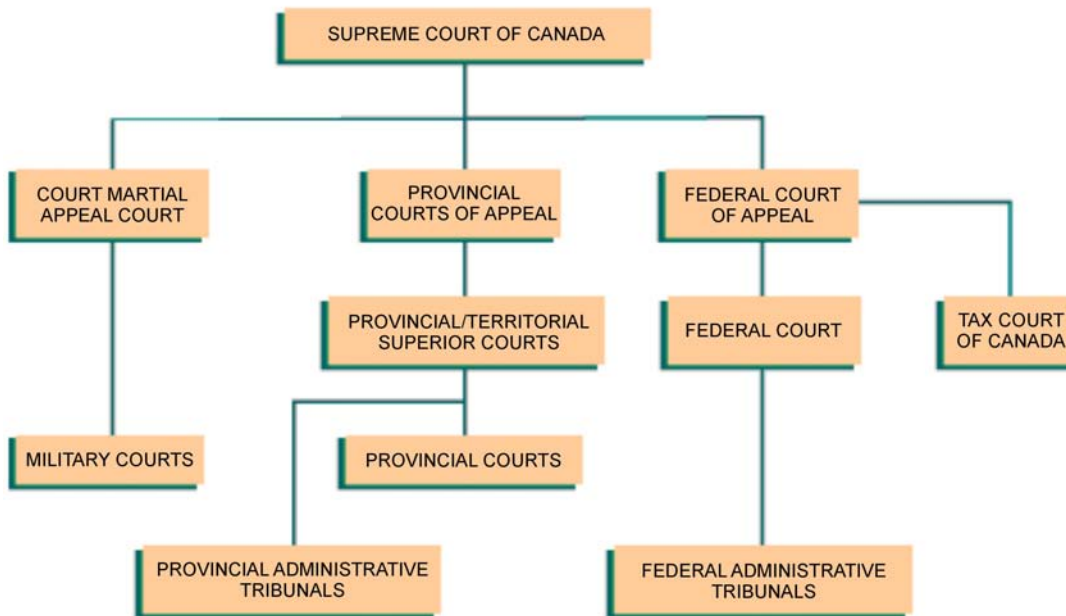 SUPREME COURT OF CANADA
COURT MARTIAL
APPEAL COURT
PROVINCIAL
COURTS OF APPEAL
FEDERAL COURT
OF APPEAL
PROVINCIAL/TERRITORIAL
SUPERIOR COURTS
FEDERAL COURT
TAX COURT
OF CANADA
MILITARY COURTS
PROVINCIAL COURTS
PROVINCIAL ADMINISTRATIVE
TRIBUNALS
FEDERAL ADMINISTRATIVE
TRIBUNALS